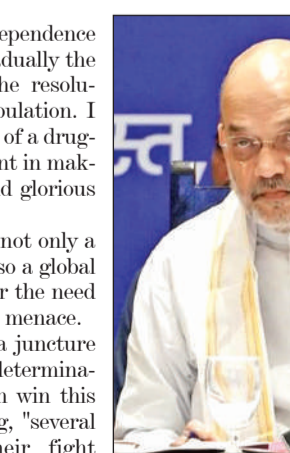 ependence
dually the
he resolu-
pulation. I
of a drug-
nt in mak-
d glorious
not only a
so a global
r the need
menace.
a juncture
determina-
n win this
g, "several
heir fight
स्त,